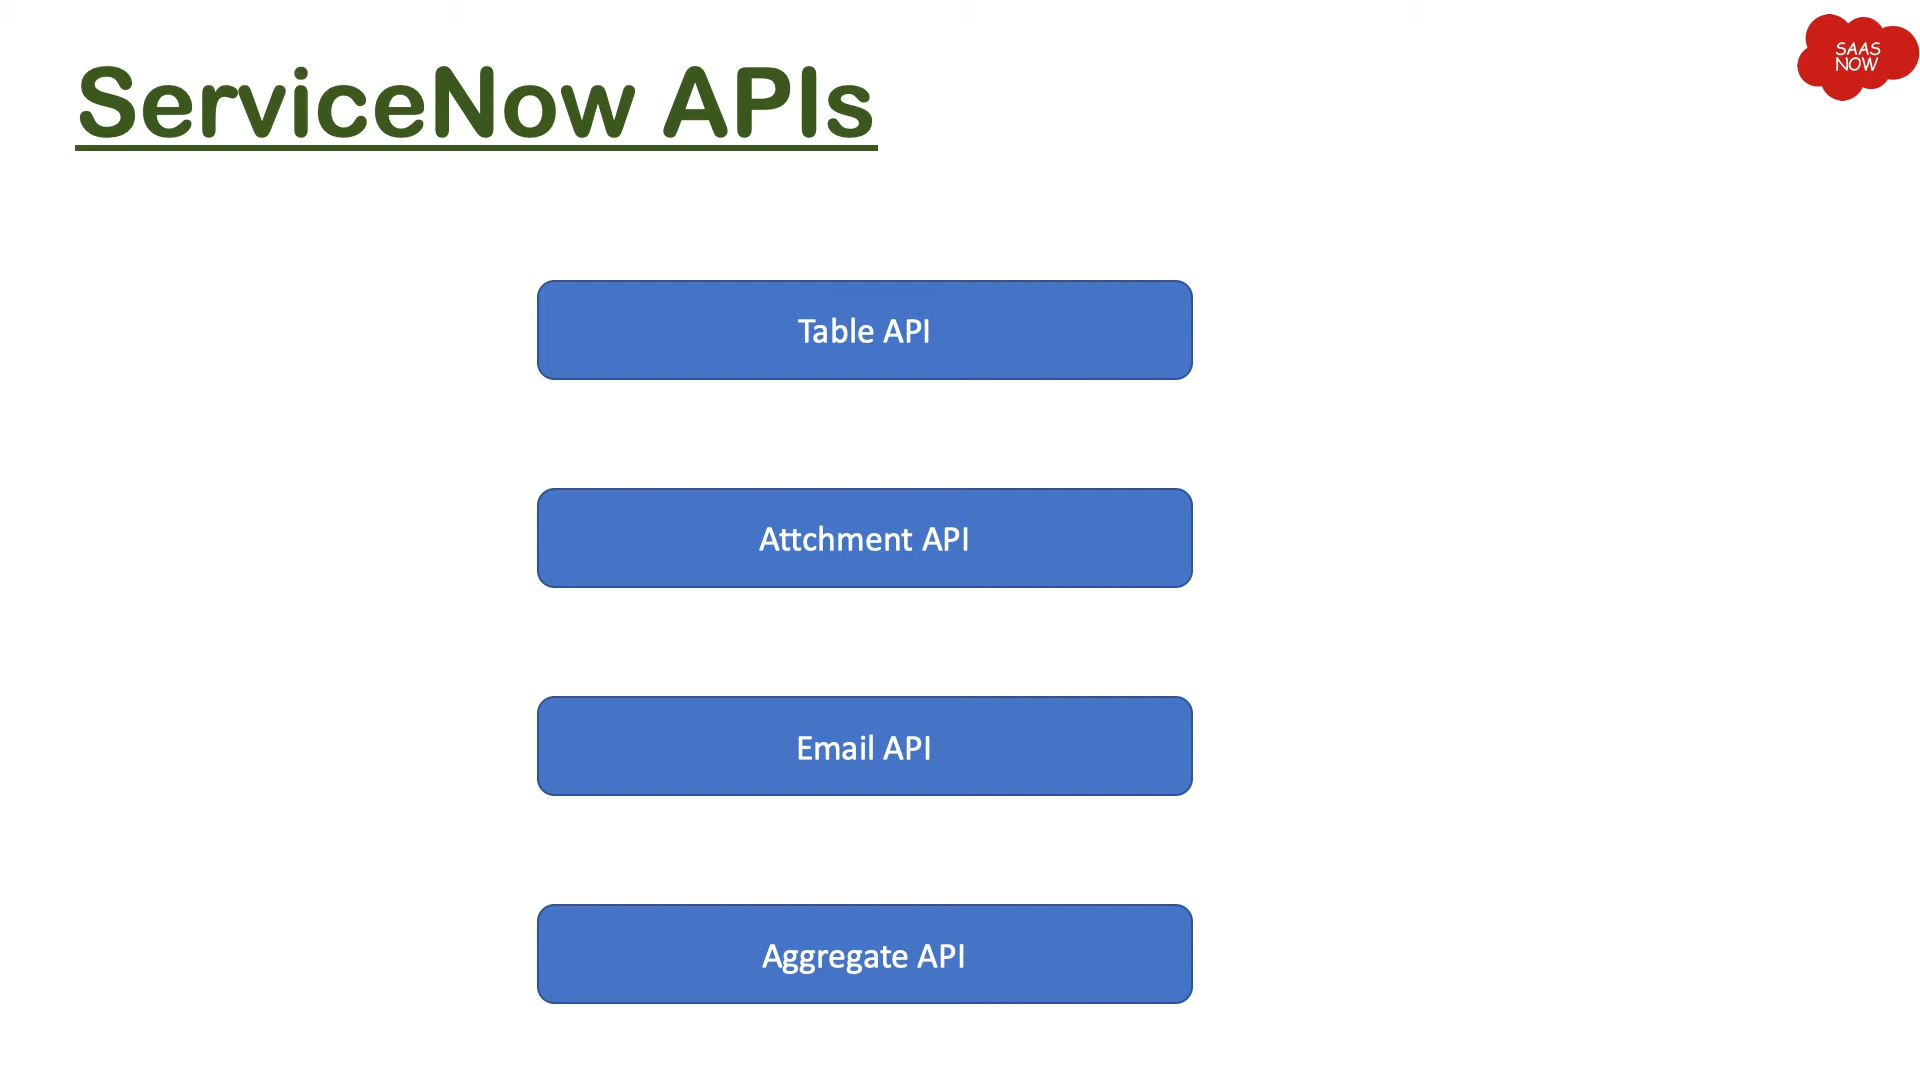 ServiceNow APIs
SAAS
NOW
Table API
Attchment API
Email API
Aggregate API